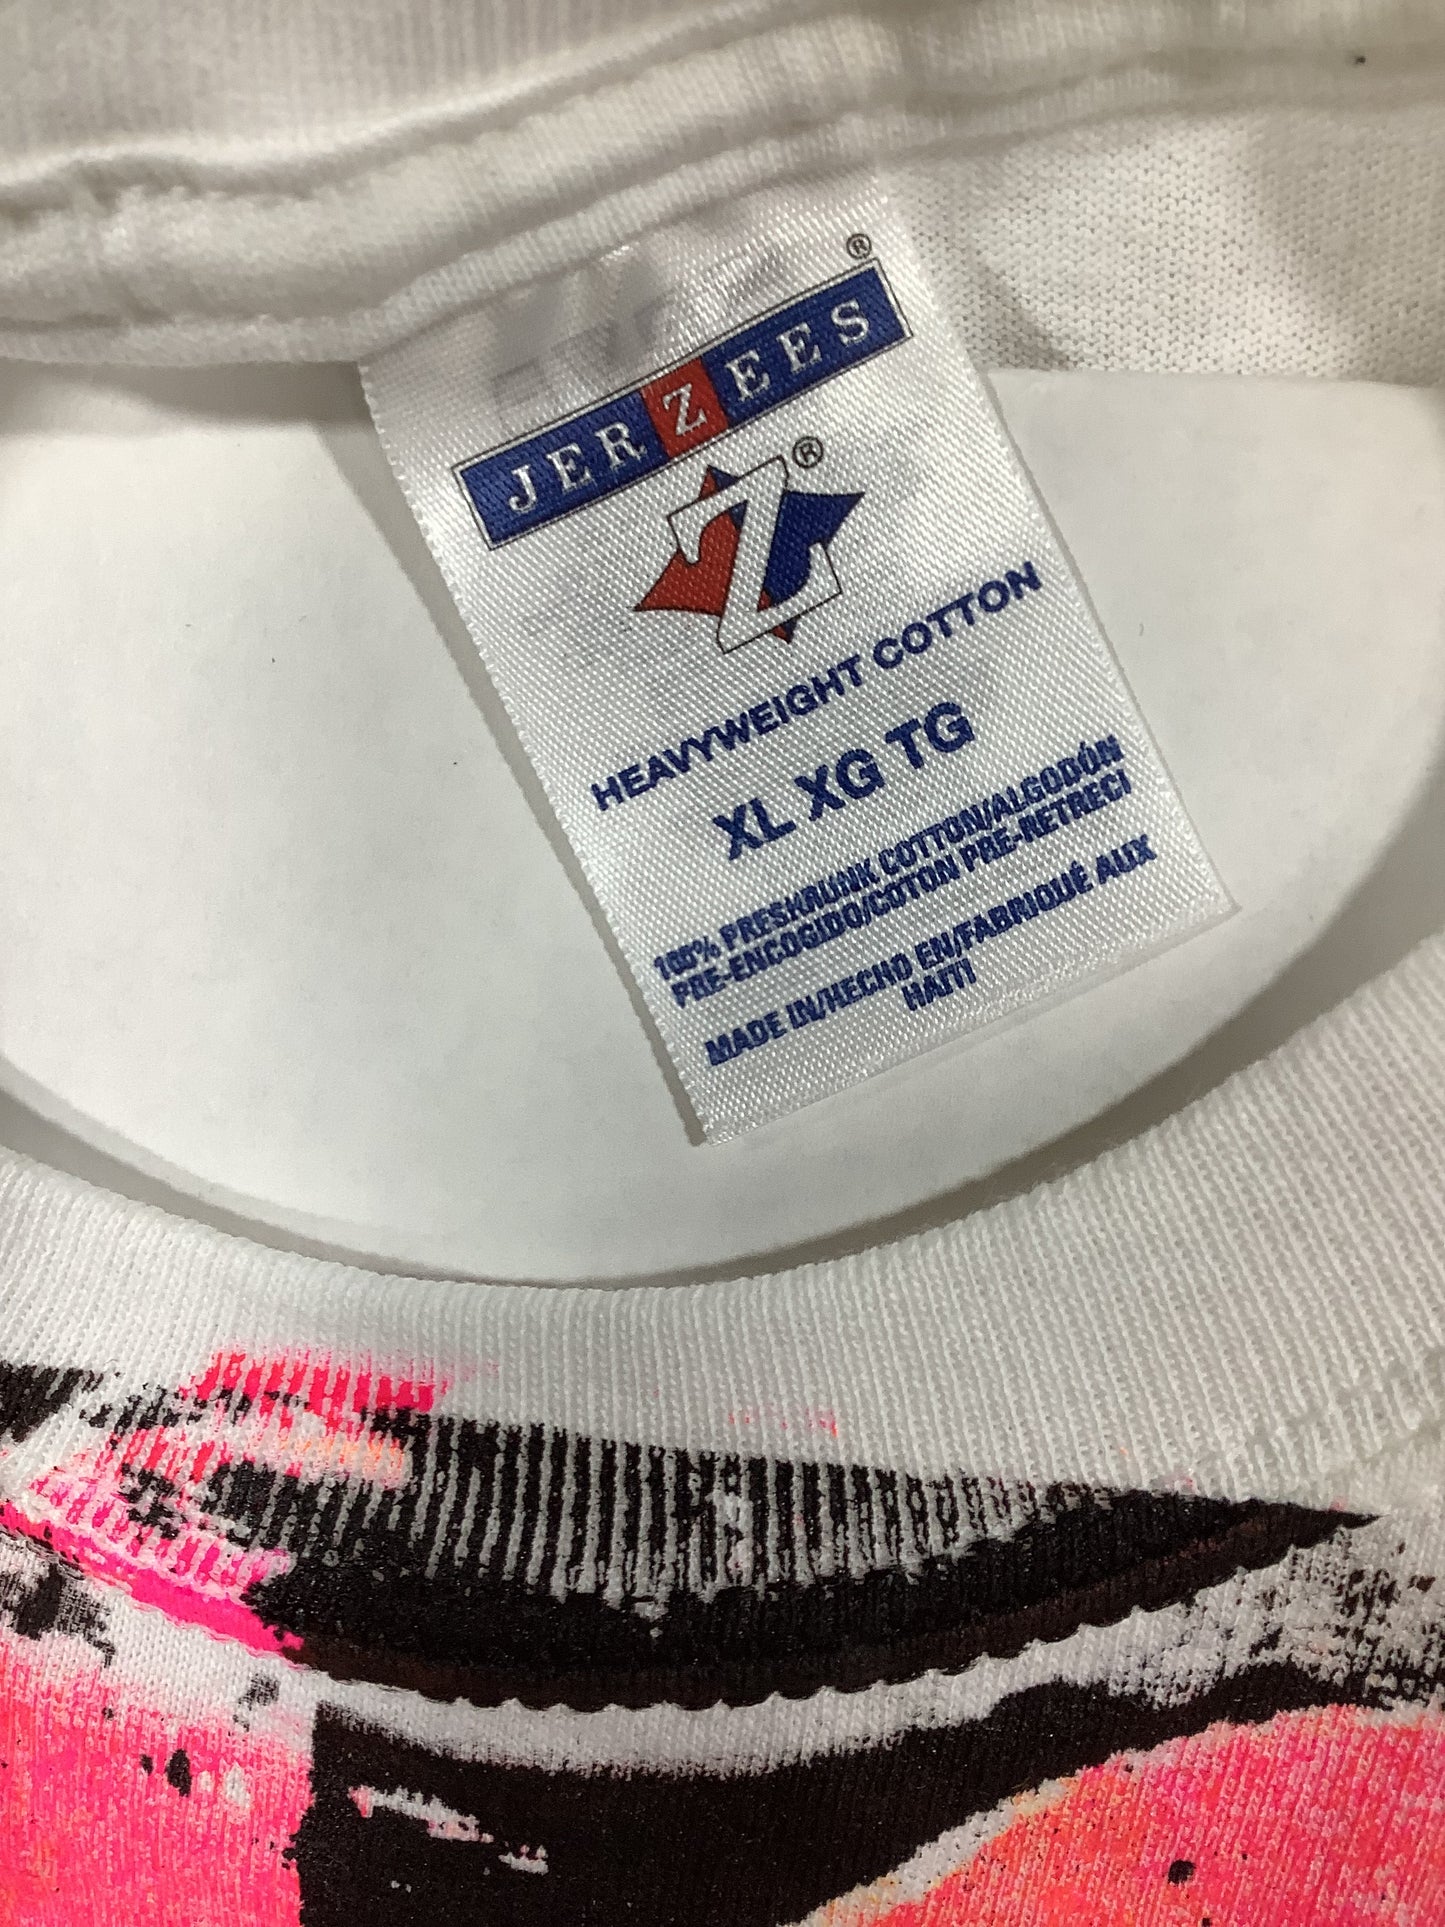 JERZEES®
Z®
HEAVYWEIGHT COTTON
XL XG TG
100% PRESHRUNK COTTON/ALGODÓN
PRE-ENCOGIDO/COTON PRE-RETRECI
MADE IN/HECHO EN/FABRIQUÉ AUX
HAITI